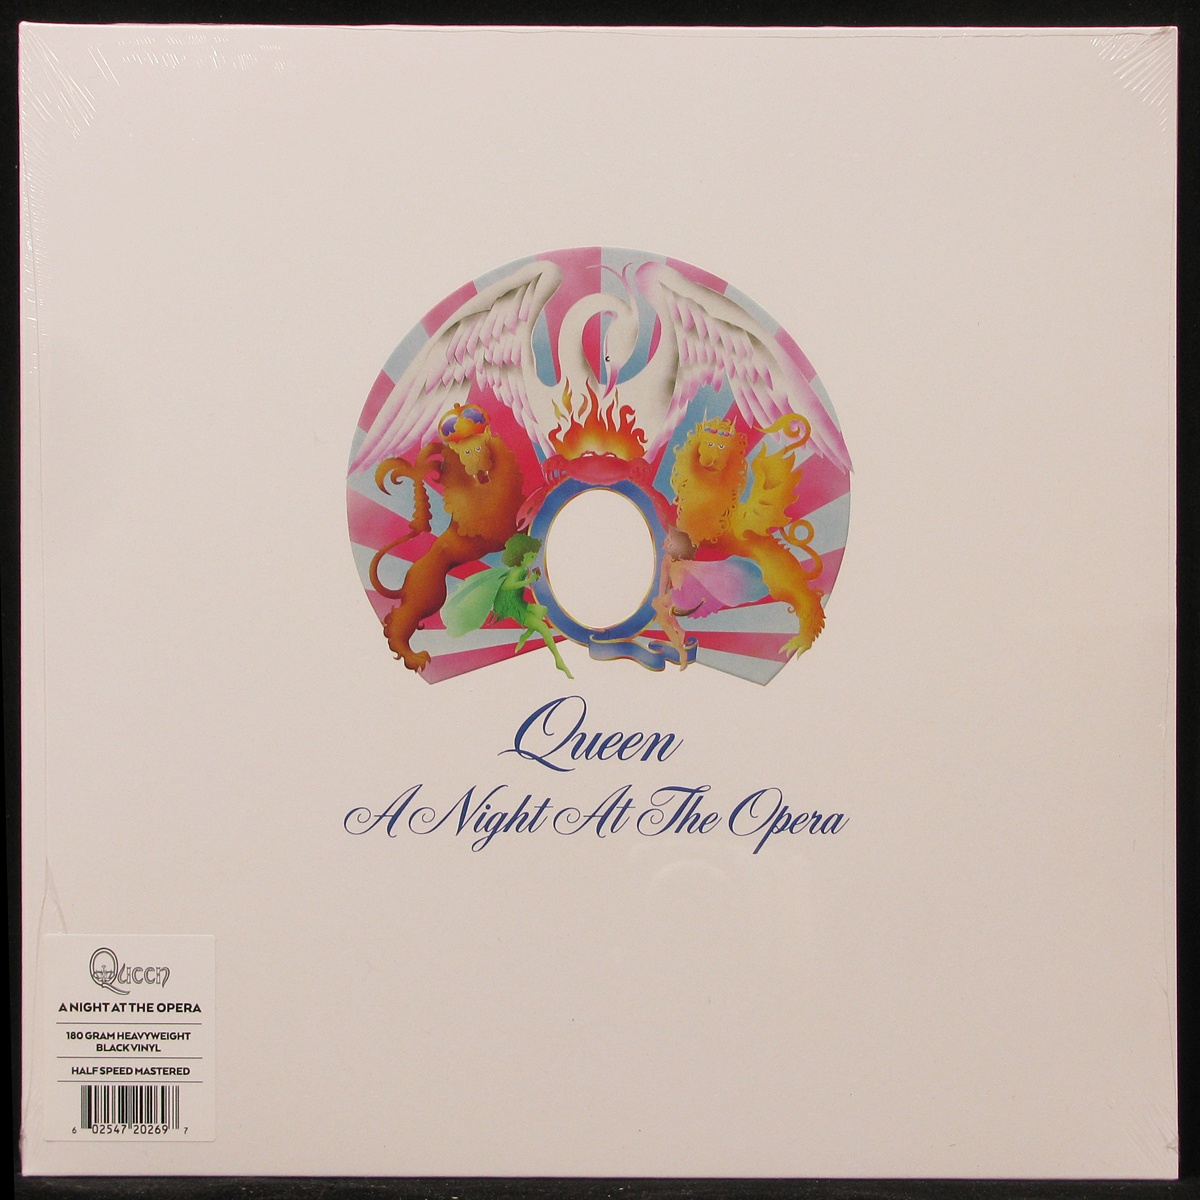 Queen
A Night At The Opera
Queen
A NIGHT AT THE OPERA
180 GRAM HEAVYWEIGHT
BLACK VINYL
HALF SPEED MASTERED
6 02547 20269 7